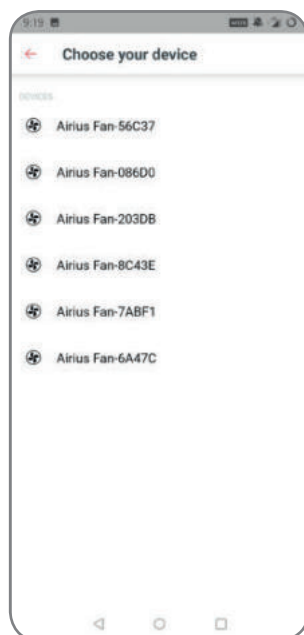 9:19
Choose your device
DEVICES
Airius Fan-56C37
Airius Fan-086D0
Airius Fan-203DB
Airius Fan-8C43E
Airius Fan-7ABF1
Airius Fan-6A47C